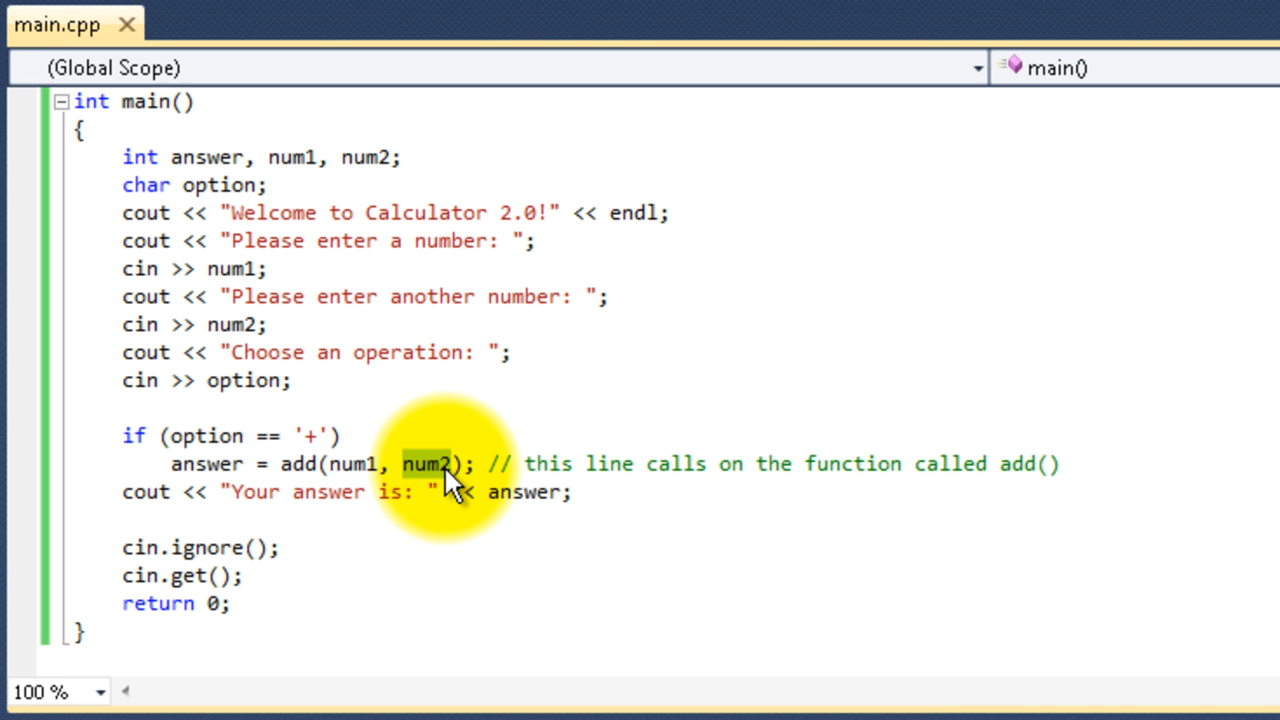 main.cpp
(Global Scope) main()
int main()
{
    int answer, num1, num2;
    char option;
    cout << "Welcome to Calculator 2.0!" << endl;
    cout << "Please enter a number: ";
    cin >> num1;
    cout << "Please enter another number: ";
    cin >> num2;
    cout << "Choose an operation: ";
    cin >> option;

    if (option == '+')
        answer = add(num1, num2); // this line calls on the function called add()
    cout << "Your answer is: " << answer;

    cin.ignore();
    cin.get();
    return 0;
}
100 %